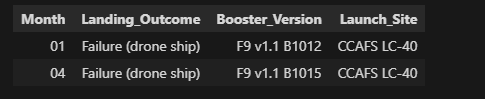 Month Landing_Outcome Booster_Version Launch_Site
01 Failure (drone ship) F9 v1.1 B1012 CCAFS LC-40
04 Failure (drone ship) F9 v1.1 B1015 CCAFS LC-40